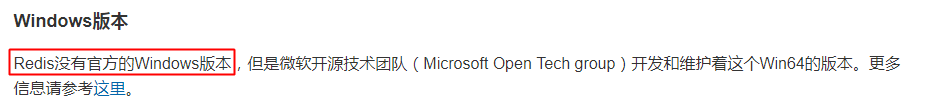 Windows版本
Redis没有官方的Windows版本，但是微软开源技术团队（Microsoft Open Tech group）开发和维护着这个Win64的版本。更多
信息请参考这里。